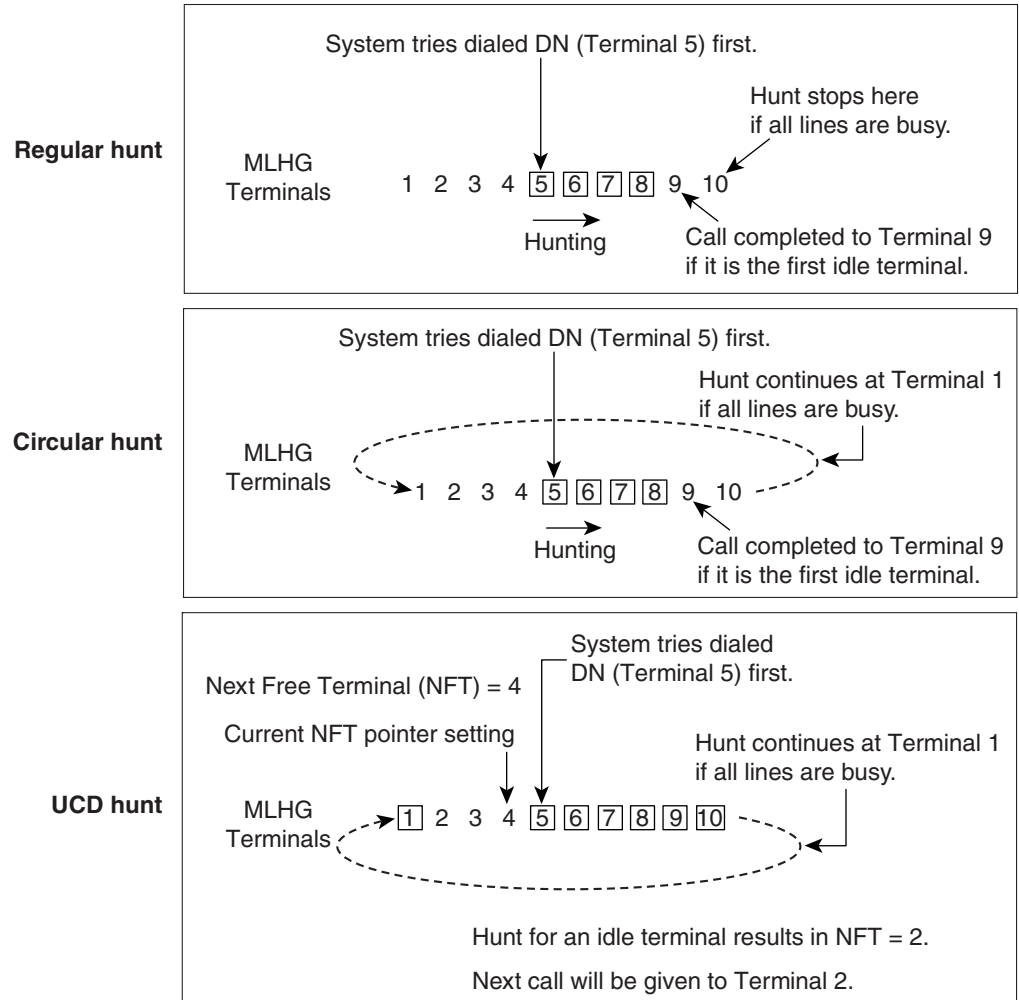 Regular hunt
System tries dialed DN (Terminal 5) first.
Hunt stops here
if all lines are busy.
MLHG
Terminals
1 2 3 4 5 6 7 8 9 10
Hunting
Call completed to Terminal 9
if it is the first idle terminal.
Circular hunt
System tries dialed DN (Terminal 5) first.
Hunt continues at Terminal 1
if all lines are busy.
MLHG
Terminals
1 2 3 4 5 6 7 8 9 10
Hunting
Call completed to Terminal 9
if it is the first idle terminal.
UCD hunt
System tries dialed
DN (Terminal 5) first.
Next Free Terminal (NFT) = 4
Current NFT pointer setting
Hunt continues at Terminal 1
if all lines are busy.
MLHG
Terminals
1 2 3 4 5 6 7 8 9 10
Hunt for an idle terminal results in NFT = 2.
Next call will be given to Terminal 2.